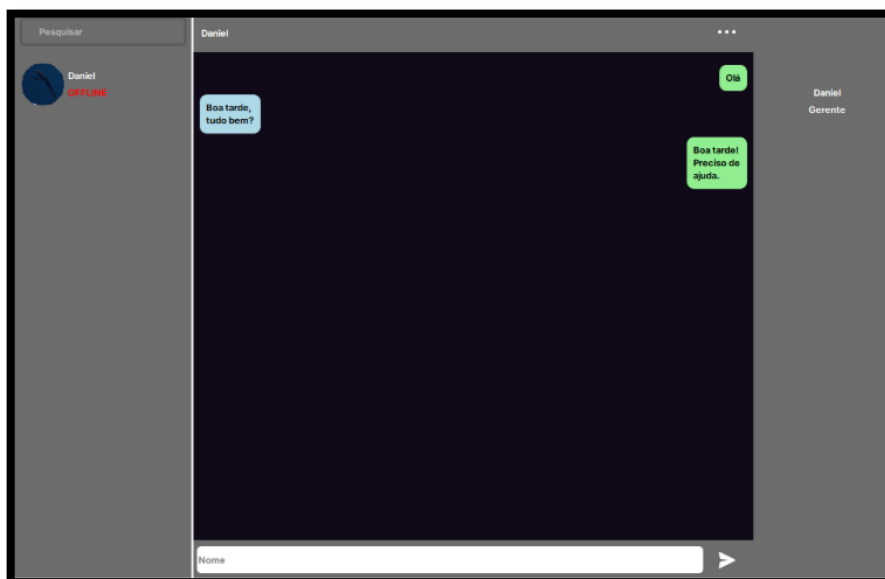 Pesquisar
Daniel
OFFLINE
Daniel
Olá
Boa tarde,
tudo bem?
Boa tarde!
Preciso de
ajuda.
Nome
Daniel
Gerente